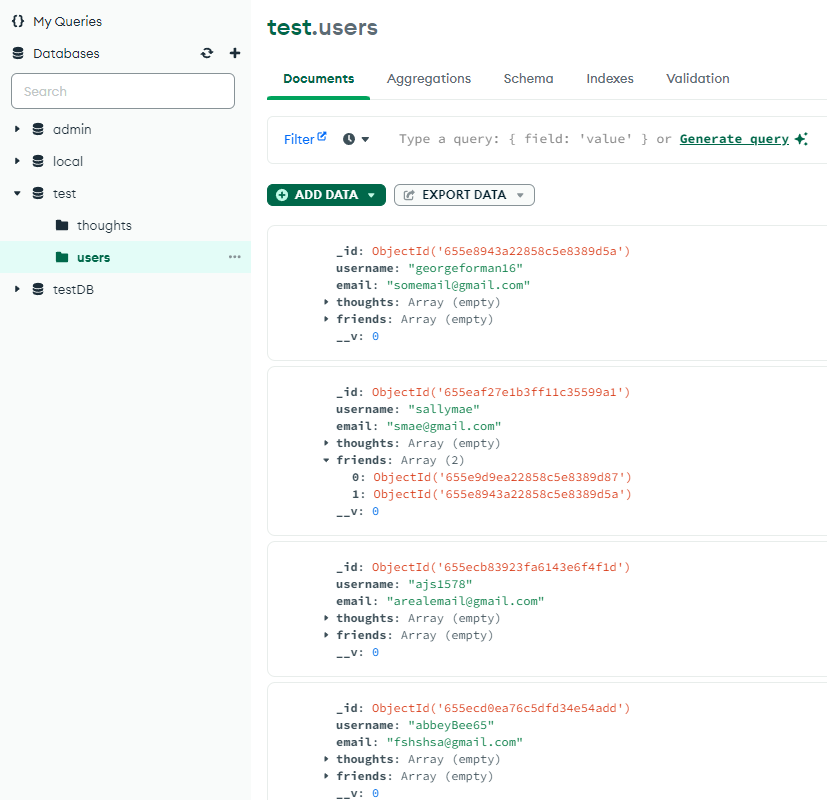 My Queries
Databases
Search
admin
local
test
thoughts
users
testDB
test.users
Documents Aggregations Schema Indexes Validation
Filter Type a query: { field: 'value' } or Generate query
ADD DATA EXPORT DATA
_id: ObjectId('655e8943a22858c5e8389d5a')
username: "georgeforman16"
email: "somemail@gmail.com"
thoughts: Array (empty)
friends: Array (empty)
__v: 0
_id: ObjectId('655eaf27e1b3ff11c35599a1')
username: "sallymae"
email: "smae@gmail.com"
thoughts: Array (empty)
friends: Array (2)
0: ObjectId('655e9d9ea22858c5e8389d87')
1: ObjectId('655e8943a22858c5e8389d5a')
__v: 0
_id: ObjectId('655ecb83923fa6143e6f4f1d')
username: "ajs1578"
email: "arealemail@gmail.com"
thoughts: Array (empty)
friends: Array (empty)
__v: 0
_id: ObjectId('655ecd0ea76c5dfd34e54add')
username: "abbeyBee65"
email: "fshshsa@gmail.com"
thoughts: Array (empty)
friends: Array (empty)
__v: 0